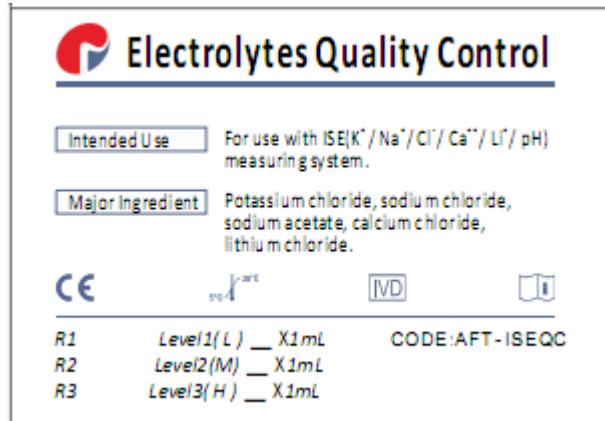 Electrolytes Quality Control
Intended Use
For use with ISE(K⁺/ Na⁺/ Cl⁻/ Ca⁺⁺/ Li⁺/ pH)
measuring system.
Major Ingredient
Potassium chloride, sodium chloride,
sodium acetate, calcium chloride,
lithium chloride.
CE
IVD
R1 Level1( L ) __ X1mL CODE:AFT-ISEQC
R2 Level2(M) __ X1mL
R3 Level3( H ) __ X1mL